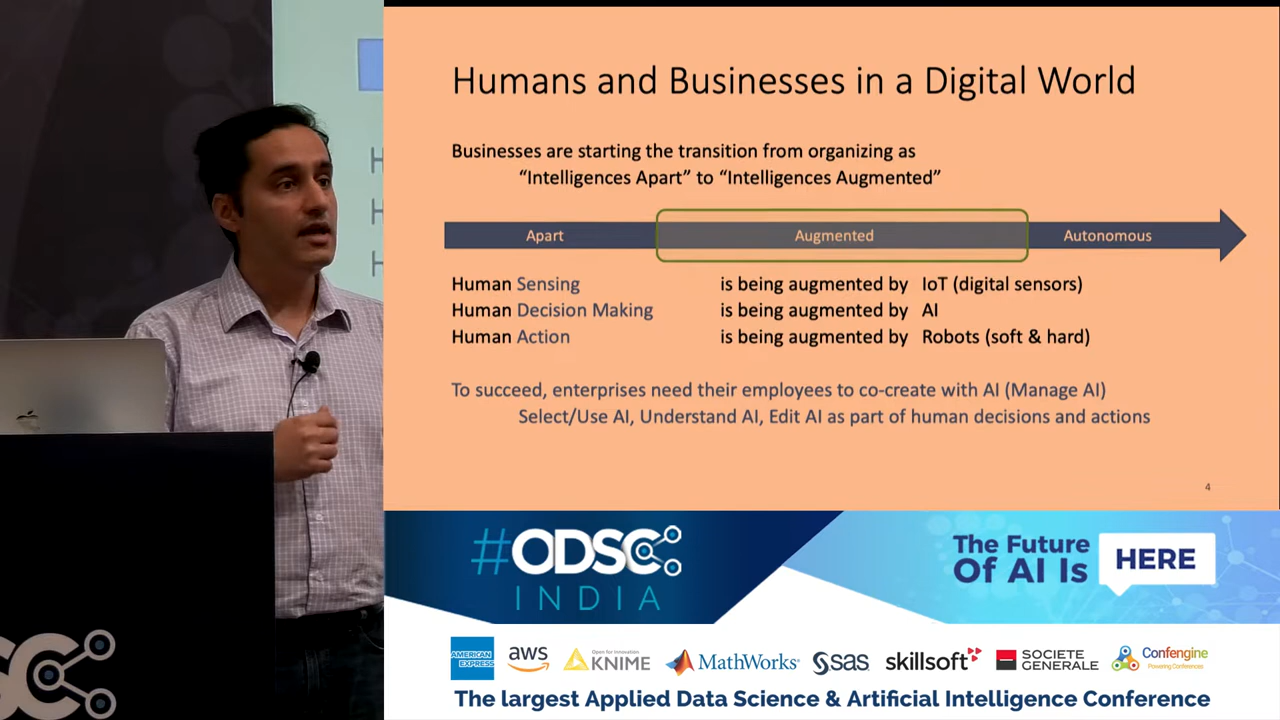 Humans and Businesses in a Digital World
Businesses are starting the transition from organizing as
“Intelligences Apart” to “Intelligences Augmented”
Apart Augmented Autonomous
Human Sensing is being augmented by IoT (digital sensors)
Human Decision Making is being augmented by AI
Human Action is being augmented by Robots (soft & hard)
To succeed, enterprises need their employees to co-create with AI (Manage AI)
Select/Use AI, Understand AI, Edit AI as part of human decisions and actions
4
#ODSC
INDIA
The Future
Of AI Is HERE
AMERICAN
EXPRESS
aws
Open for Innovation
KNIME
MathWorks®
sas
skillsoft
SOCIETE
GENERALE
Confengine
Powering Conferences
The largest Applied Data Science & Artificial Intelligence Conference